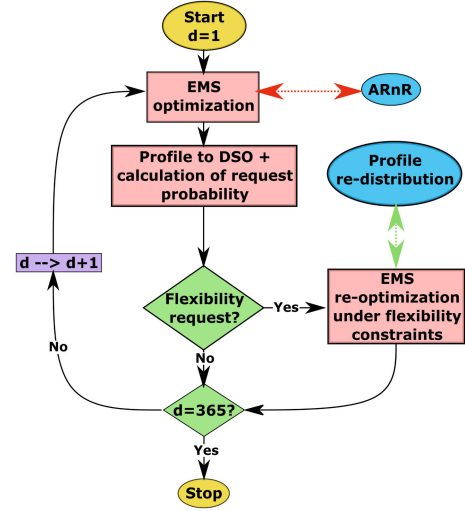 Start
d=1
EMS
optimization
ARnR
Profile to DSO +
calculation of request
probability
Profile
re-distribution
d --> d+1
Flexibility
request?
Yes
EMS
re-optimization
under flexibility
constraints
No
No
d=365?
Yes
Stop